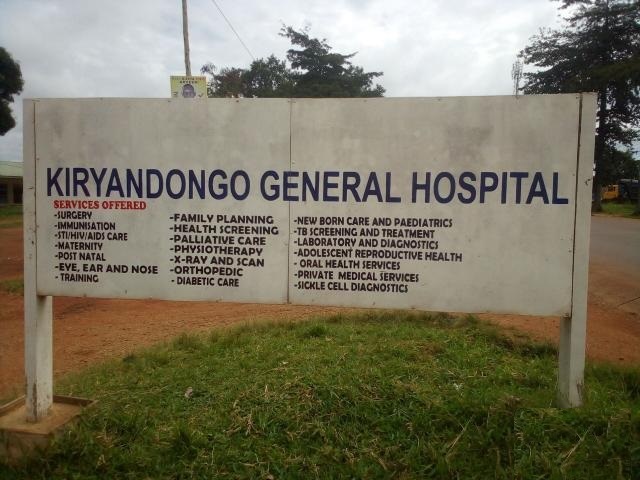 KIRYANDONGO GENERAL HOSPITAL
SERVICES OFFERED
-SURGERY
-IMMUNISATION
-STI/HIV/AIDS CARE
-MATERNITY
-POST NATAL
-EYE, EAR AND NOSE
-TRAINING
-FAMILY PLANNING
-HEALTH SCREENING
-PALLIATIVE CARE
-PHYSIOTHERAPY
-X-RAY AND SCAN
-ORTHOPEDIC
-DIABETIC CARE
-NEW BORN CARE AND PAEDIATRICS
-TB SCREENING AND TREATMENT
-LABORATORY AND DIAGNOSTICS
-ADOLESCENT REPRODUCTIVE HEALTH
- ORAL HEALTH SERVICES
-PRIVATE MEDICAL SERVICES
-SICKLE CELL DIAGNOSTICS